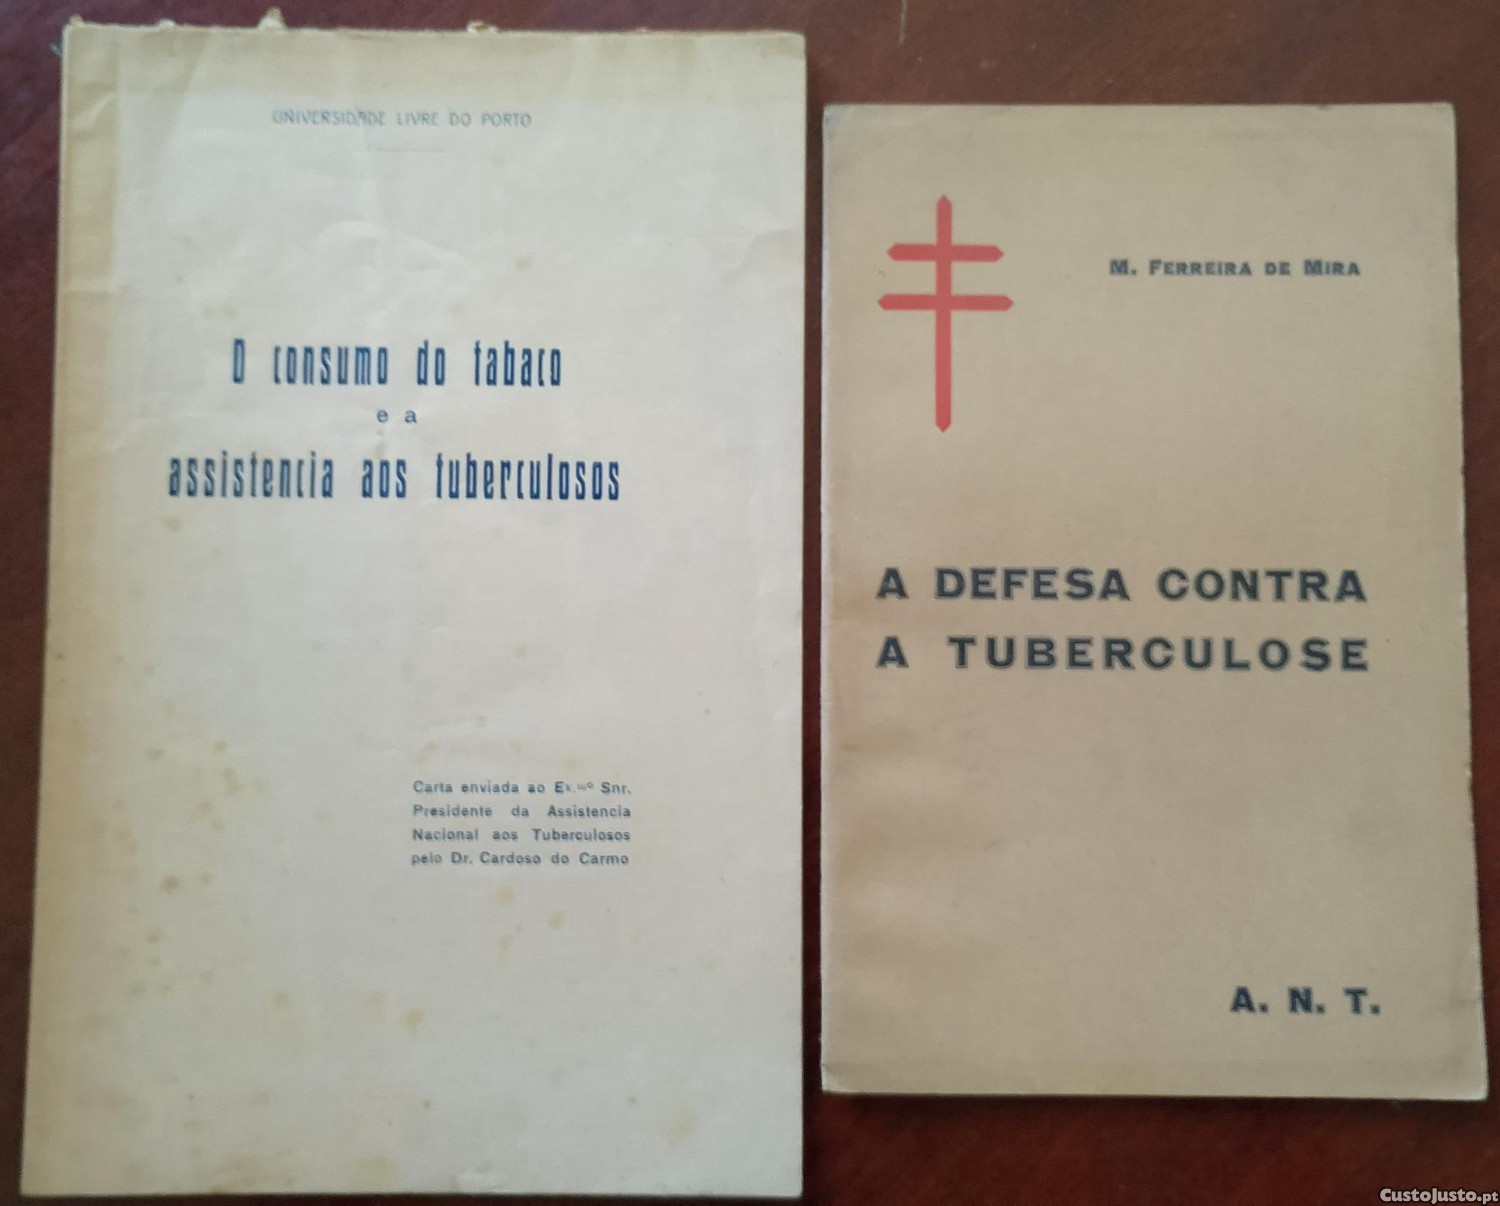 UNIVERSIDADE LIVRE DO PORTO
O consumo do tabaco
e a
assistencia aos tuberculosos
Carta enviada ao Ex.mo Snr.
Presidente da Assistencia
Nacional aos Tuberculosos
pelo Dr. Cardoso do Carmo
M. FERREIRA DE MIRA
A DEFESA CONTRA
A TUBERCULOSE
A. N. T.
CustoJusto.pt